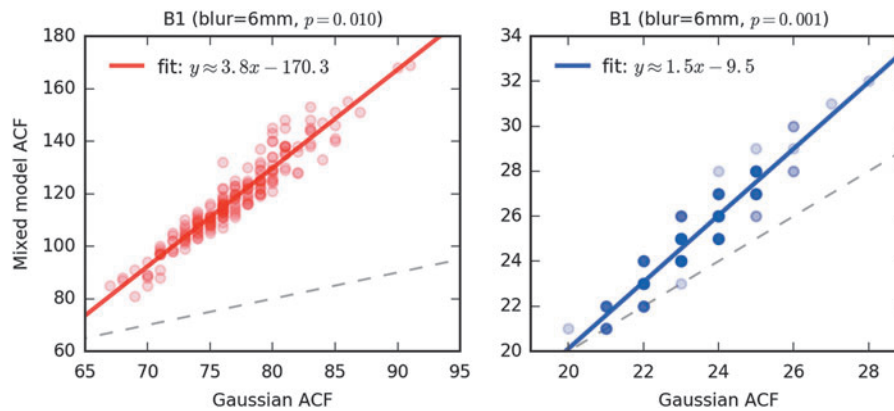 B1 (blur=6mm, p=0.010)
fit: y≈3.8x−170.3
Mixed model ACF
180
160
140
120
100
80
60
65 70 75 80 85 90 95
Gaussian ACF
B1 (blur=6mm, p=0.001)
fit: y≈1.5x−9.5
34
32
30
28
26
24
22
20
20 22 24 26 28
Gaussian ACF